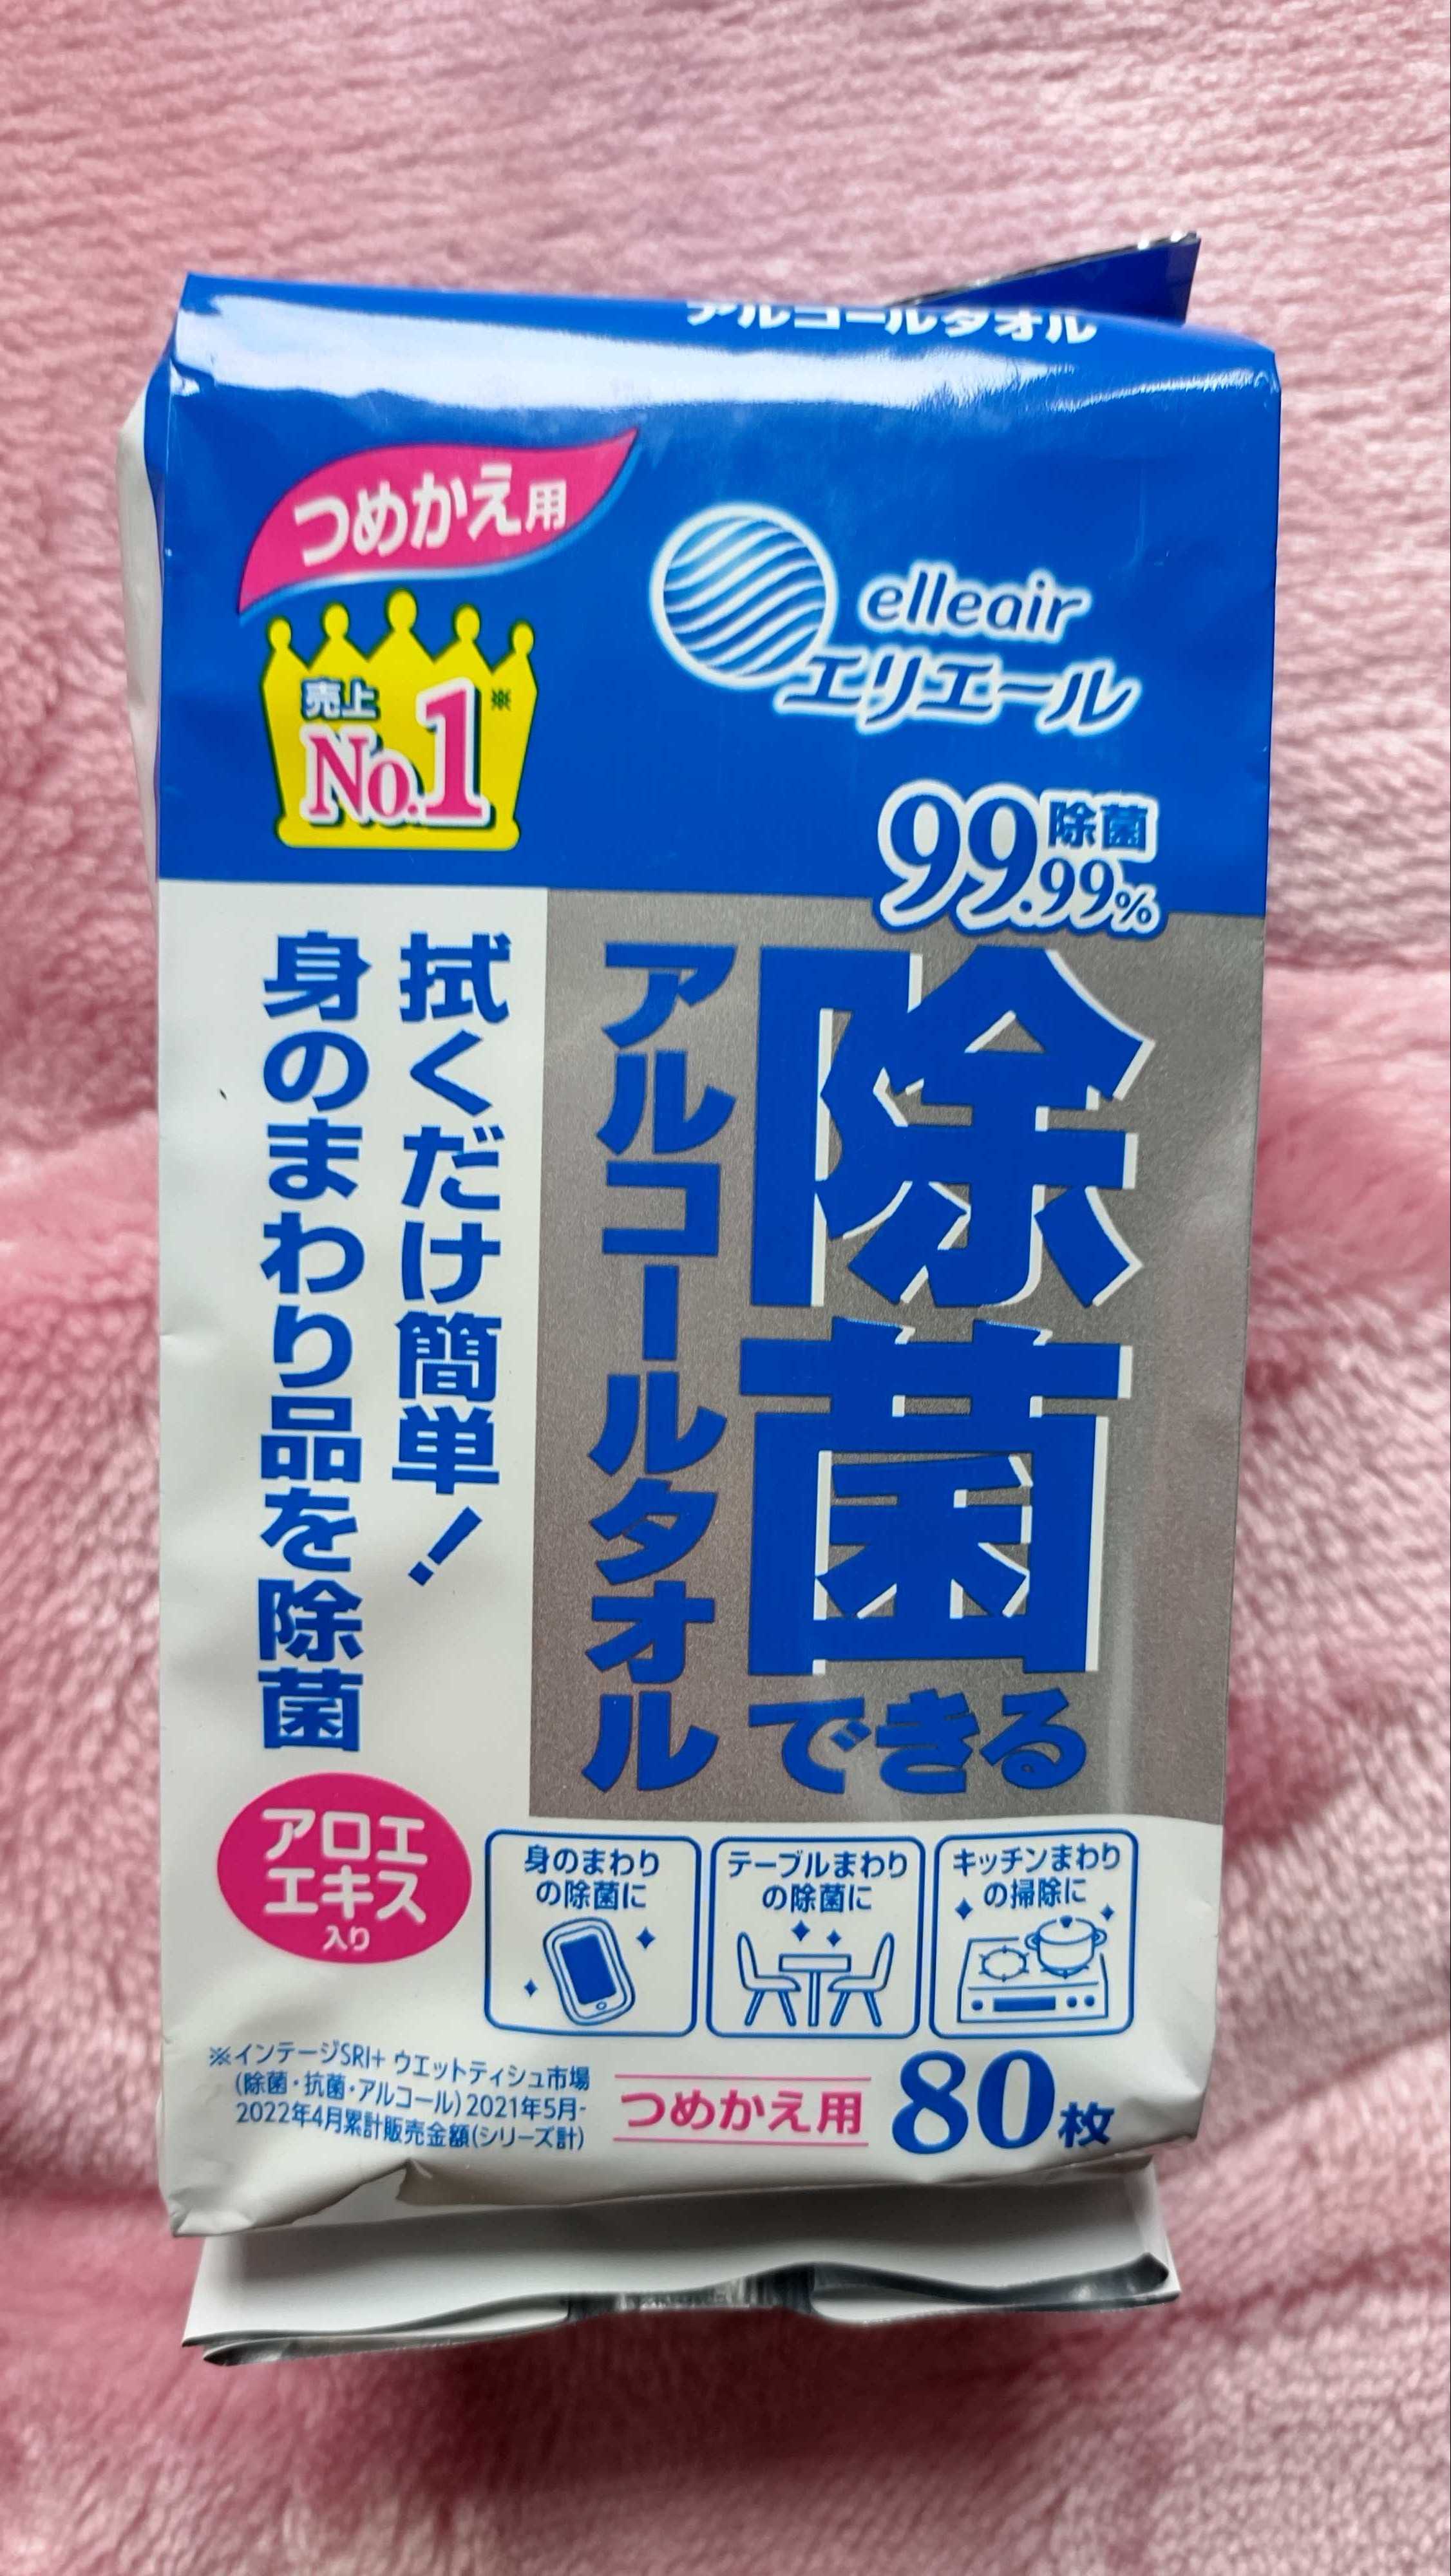 アルコールタオル
つめかえ用
elleair
エリエール
売上
No.1※
除菌
99.99%
除菌できる
アルコールタオル
拭くだけ簡単！
身のまわり品を除菌
アロエ
エキス
入り
身のまわり
の除菌に
テーブルまわり
の除菌に
キッチンまわり
の掃除に
※インテージSRI+ ウエットティシュ市場
(除菌・抗菌・アルコール) 2021年5月-
2022年4月累計販売金額(シリーズ計)
つめかえ用
80枚